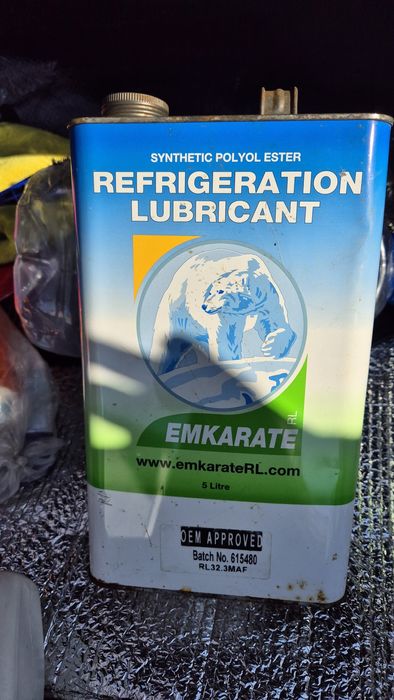 SYNTHETIC POLYOL ESTER
REFRIGERATION
LUBRICANT
EMKARATE RL
www.emkarateRL.com
5 Litre
OEM APPROVED
Batch No. 615480
RL32.3MAF